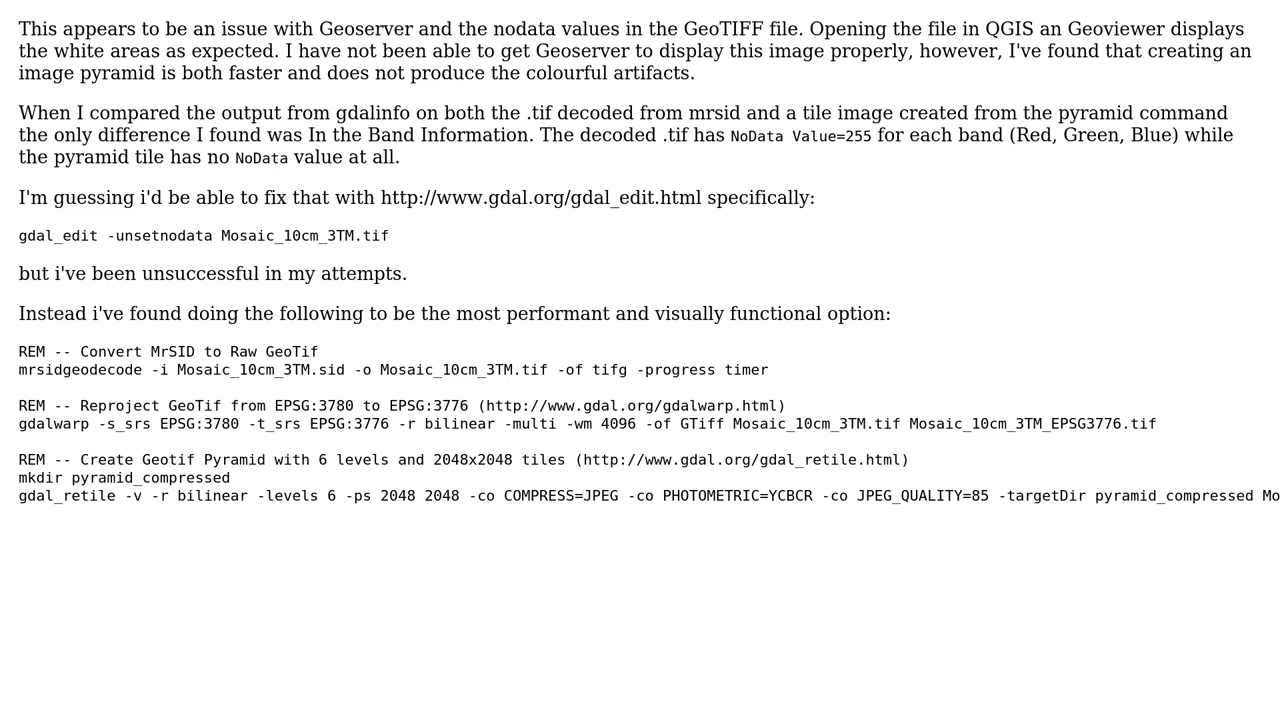 This appears to be an issue with Geoserver and the nodata values in the GeoTIFF file. Opening the file in QGIS an Geoviewer displays
the white areas as expected. I have not been able to get Geoserver to display this image properly, however, I've found that creating an
image pyramid is both faster and does not produce the colourful artifacts.
When I compared the output from gdalinfo on both the .tif decoded from mrsid and a tile image created from the pyramid command
the only difference I found was In the Band Information. The decoded .tif has NoData Value=255 for each band (Red, Green, Blue) while
the pyramid tile has no NoData value at all.
I'm guessing i'd be able to fix that with http://www.gdal.org/gdal_edit.html specifically:
gdal_edit -unsetnodata Mosaic_10cm_3TM.tif
but i've been unsuccessful in my attempts.
Instead i've found doing the following to be the most performant and visually functional option:
REM -- Convert MrSID to Raw GeoTif
mrsidgeodecode -i Mosaic_10cm_3TM.sid -o Mosaic_10cm_3TM.tif -of tifg -progress timer
REM -- Reproject GeoTif from EPSG:3780 to EPSG:3776 (http://www.gdal.org/gdalwarp.html)
gdalwarp -s_srs EPSG:3780 -t_srs EPSG:3776 -r bilinear -multi -wm 4096 -of GTiff Mosaic_10cm_3TM.tif Mosaic_10cm_3TM_EPSG3776.tif
REM -- Create Geotif Pyramid with 6 levels and 2048x2048 tiles (http://www.gdal.org/gdal_retile.html)
mkdir pyramid_compressed
gdal_retile -v -r bilinear -levels 6 -ps 2048 2048 -co COMPRESS=JPEG -co PHOTOMETRIC=YCBCR -co JPEG_QUALITY=85 -targetDir pyramid_compressed Mo